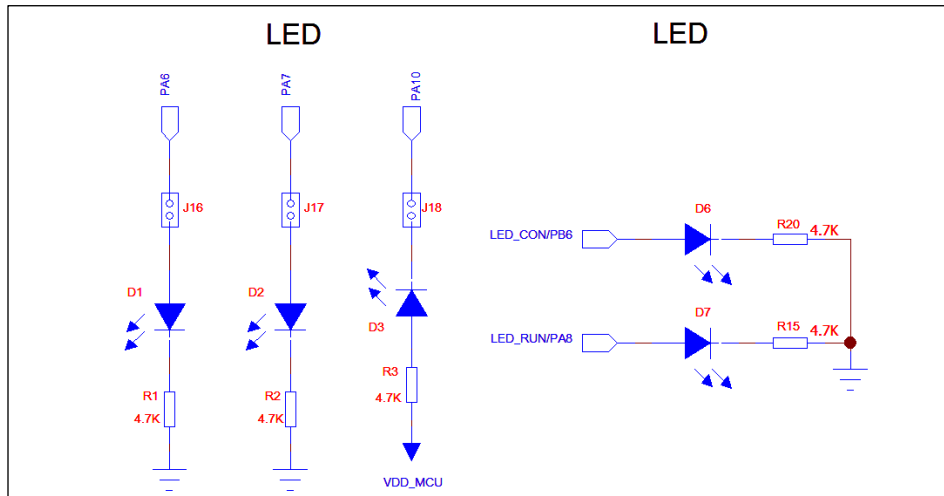 LED
LED
PA6
PA7
PA10
J16
J17
J18
D1
D2
D3
R1
4.7K
R2
4.7K
R3
4.7K
VDD_MCU
D6
LED_CON/PB6
R20
4.7K
D7
LED_RUN/PA8
R15
4.7K